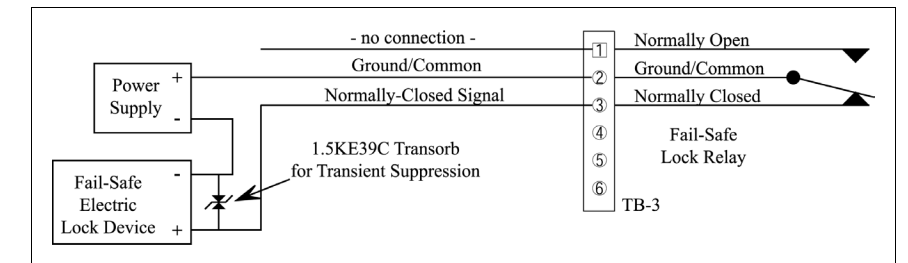 - no connection -
1
Normally Open
Ground/Common
2
Ground/Common
Power
Supply
+
-
Normally-Closed Signal
3
Normally Closed
4
5
6
Fail-Safe
Lock Relay
TB-3
1.5KE39C Transorb
for Transient Suppression
Fail-Safe
Electric
Lock Device
-
+